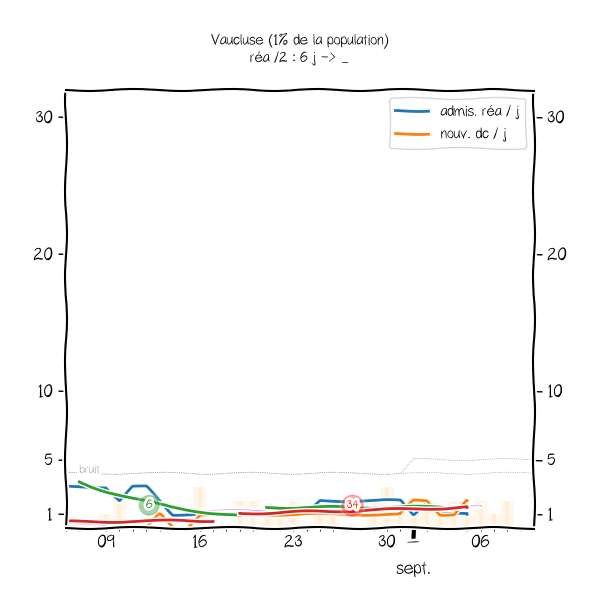 Vaucluse (1% de la population)
réa /2 : 6 j -> _
admis. réa / j
nouv. dc / j
30
30
20
20
10
10
5
5
bruit
6
34
1
1
09
16
23
30
06
sept.